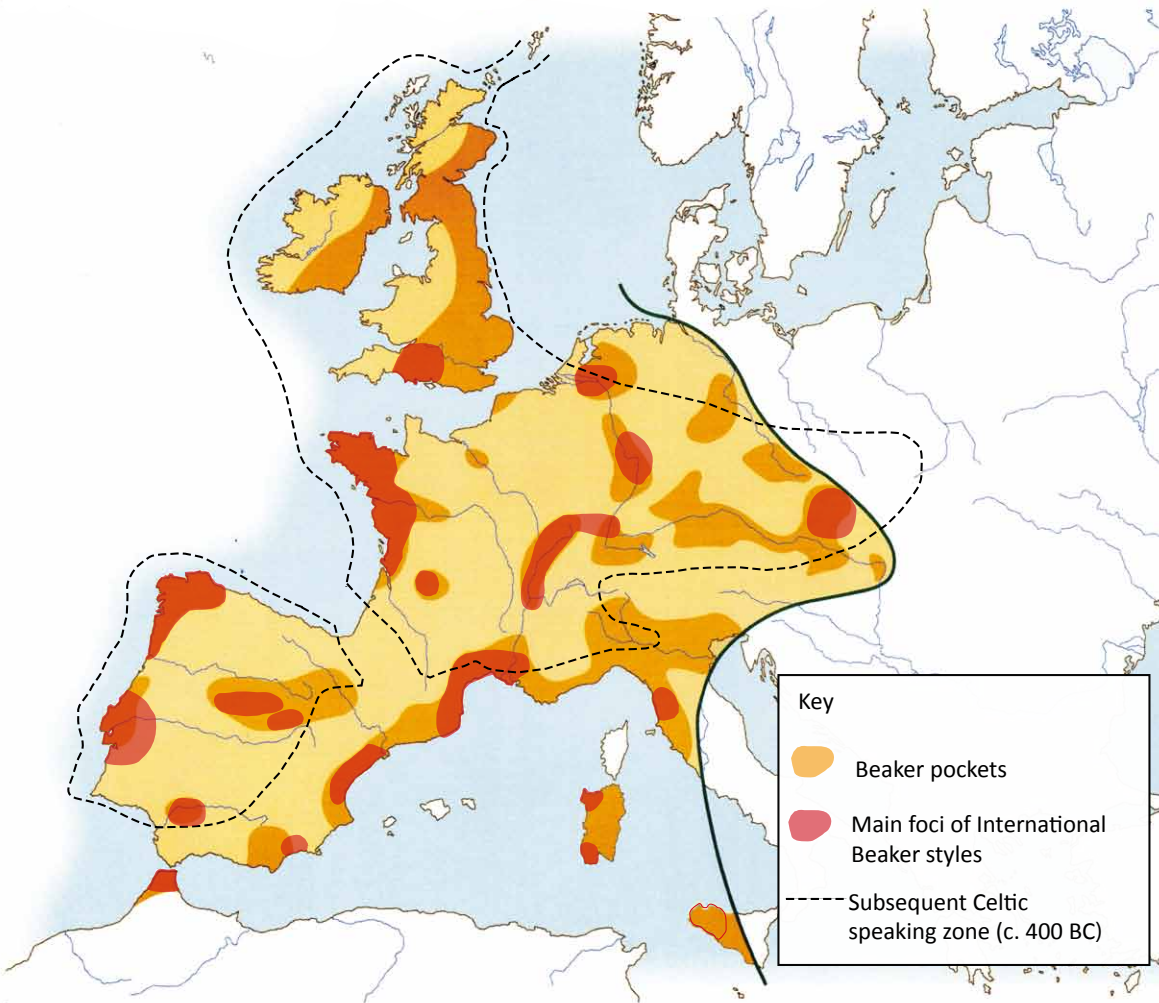 Key
Beaker pockets
Main foci of International
Beaker styles
Subsequent Celtic
speaking zone (c. 400 BC)